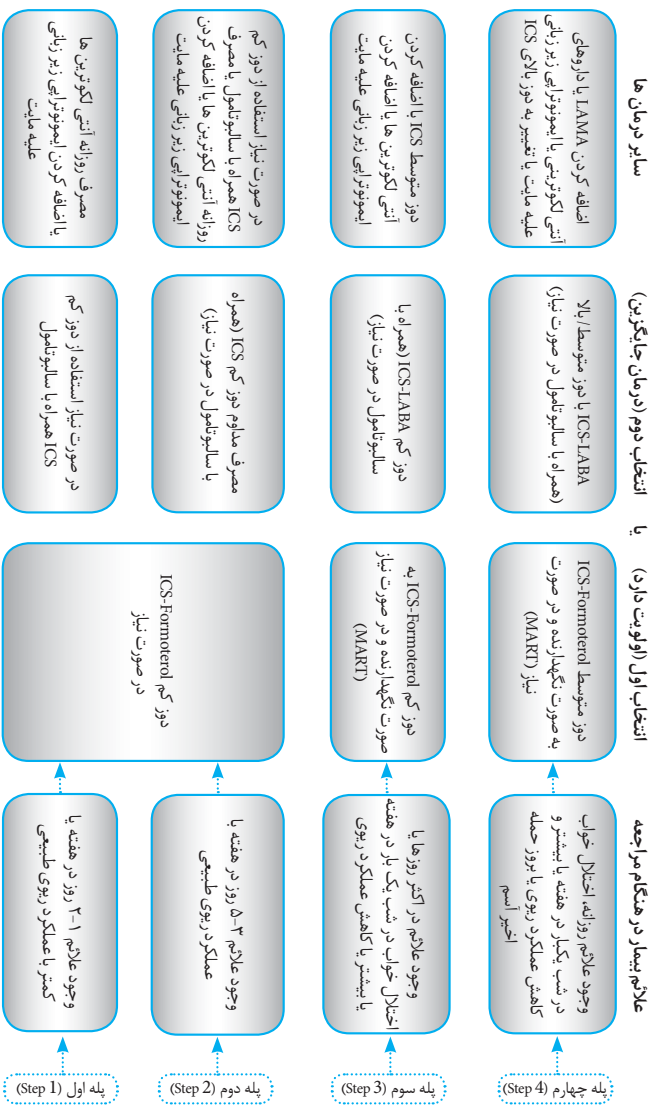 علائم بیمار در هنگام مراجعه
انتخاب اول (اولویت دارد)
یا
انتخاب دوم (درمان جایگزین)
سایر درمان ها
پله چهارم (Step 4)
وجود علائم روزانه، اختلال خواب
در شب یکبار در هفته یا بیشتر و
کاهش عملکرد ریوی یا بروز حمله
اخیر آسم
دوز متوسط ICS-Formoterol
به صورت نگهدارنده و در صورت
نیاز (MART)
ICS-LABA با دوز متوسط/ بالا
(همراه با سالبوتامول در صورت نیاز)
اضافه کردن LAMA یا داروهای
آنتی لکوترینی یا ایمونوتراپی زیر زبانی
علیه مایت یا تغییر به دوز بالای ICS
پله سوم (Step 3)
وجود علائم در اکثر روزها یا
اختلال خواب در شب یک بار در هفته
یا بیشتر یا کاهش عملکرد ریوی
دوز کم ICS-Formoterol به
صورت نگهدارنده و در صورت نیاز
(MART)
دوز کم ICS-LABA (همراه با
سالبوتامول در صورت نیاز)
دوز متوسط ICS یا اضافه کردن
آنتی لکوترین ها یا اضافه کردن
ایمونوتراپی زیر زبانی علیه مایت
پله دوم (Step 2)
وجود علائم ۳-۵ روز در هفته با
عملکرد ریوی طبیعی
دوز کم ICS-Formoterol
در صورت نیاز
مصرف مداوم دوز کم ICS (همراه
با سالبوتامول در صورت نیاز)
در صورت نیاز استفاده از دوز کم
ICS همراه با سالبوتامول یا مصرف
روزانه آنتی لکوترین ها یا اضافه کردن
ایمونوتراپی زیر زبانی علیه مایت
پله اول (Step 1)
وجود علائم ۱-۲ روز در هفته یا
کمتر با عملکرد ریوی طبیعی
در صورت نیاز استفاده از دوز کم
ICS همراه با سالبوتامول
مصرف روزانه آنتی لکوترین ها
یا اضافه کردن ایمونوتراپی زیر زبانی
علیه مایت